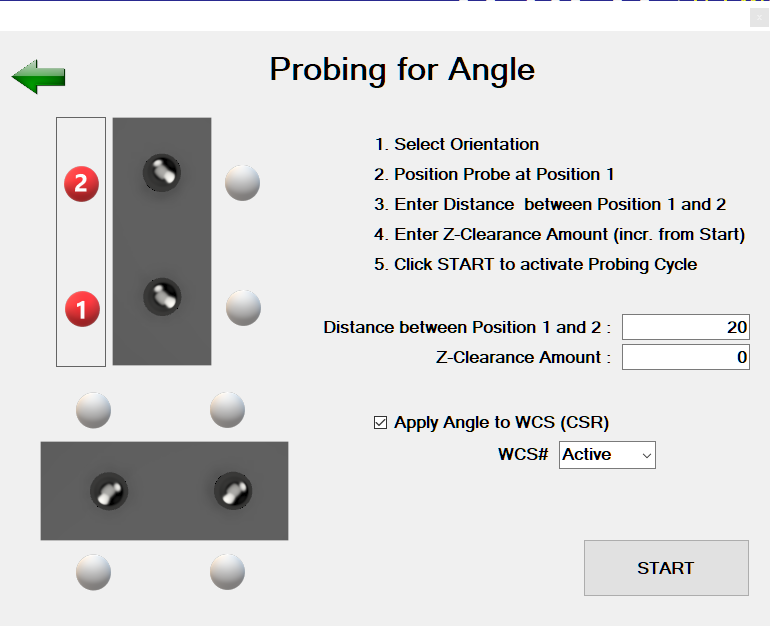 Probing for Angle
1. Select Orientation
2. Position Probe at Position 1
3. Enter Distance  between Position 1 and 2
4. Enter Z-Clearance Amount (incr. from Start)
5. Click START to activate Probing Cycle
2
1
Distance between Position 1 and 2 : 20
Z-Clearance Amount : 0
Apply Angle to WCS (CSR)
WCS# Active
START